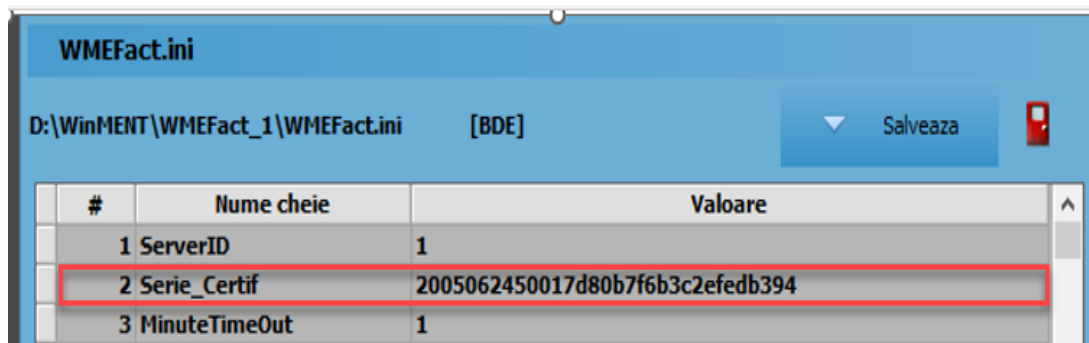 WMEFact.ini
D:\WinMENT\WMEFact_1\WMEFact.ini [BDE] Salveaza
# Nume cheie Valoare
1 ServerID 1
2 Serie_Certif 2005062450017d80b7f6b3c2efedb394
3 MinuteTimeOut 1